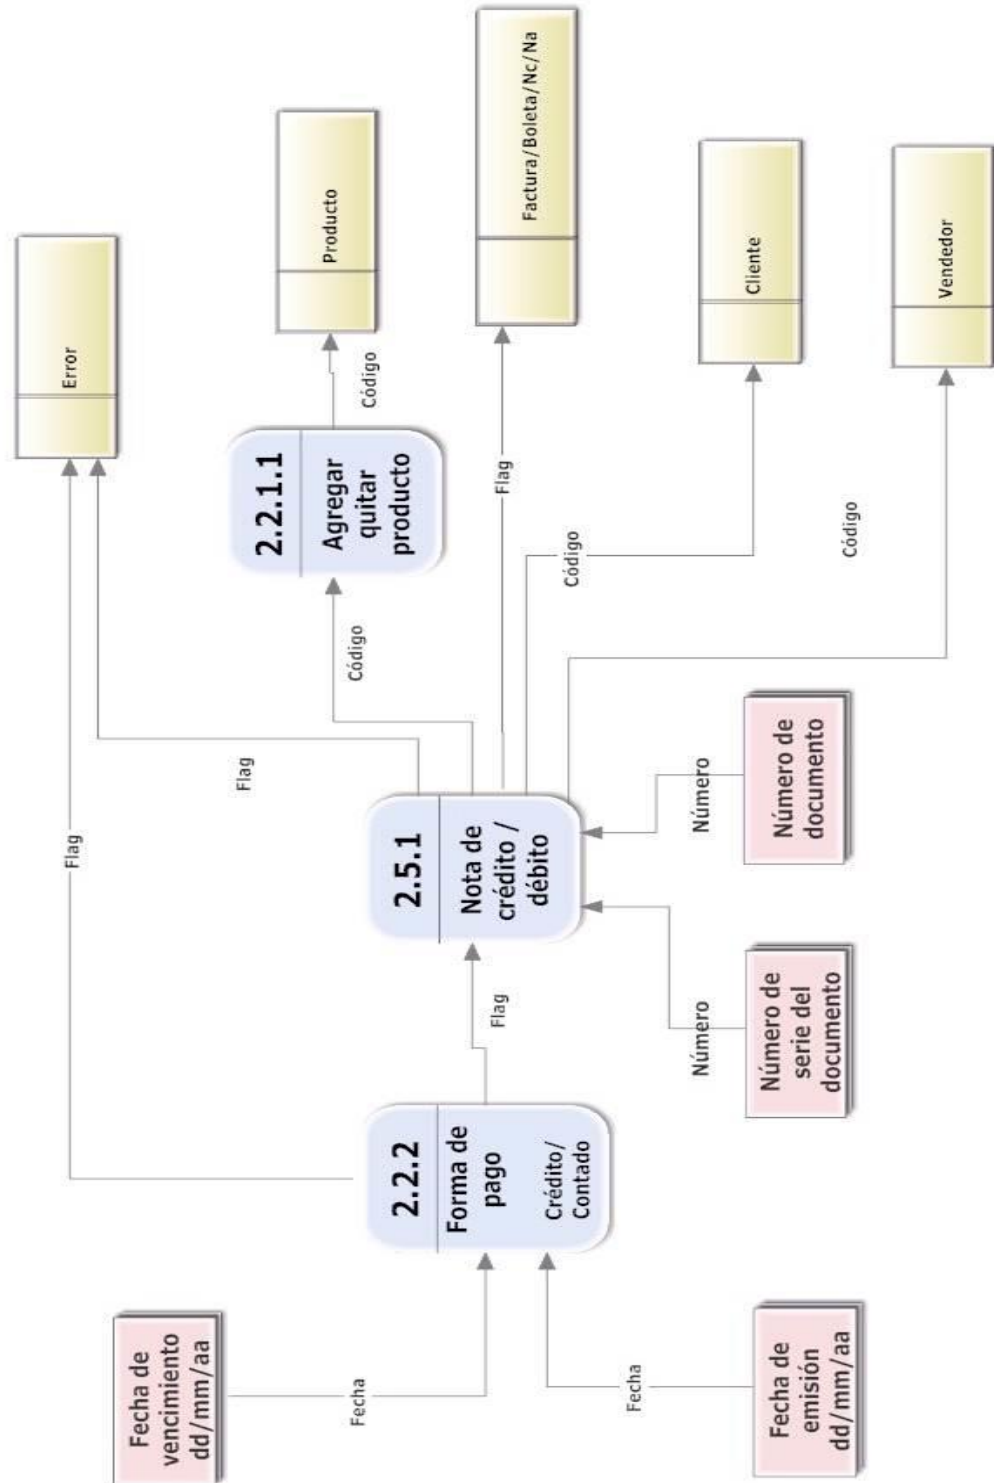 Error
Producto
Factura/Boleta/Nc/Na
Cliente
Vendedor
2.2.1.1
Agregar
quitar
producto
Código
Código
Flag
Flag
Flag
Código
Código
2.5.1
Nota de
crédito /
débito
Número de
documento
Número
Número de
serie del
documento
Número
Flag
2.2.2
Forma de
pago
Crédito/
Contado
Fecha de
vencimiento
dd/mm/aa
Fecha
Fecha de
emisión
dd/mm/aa
Fecha